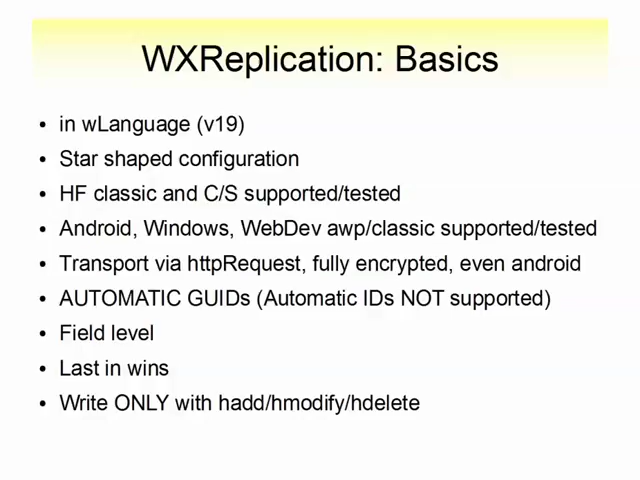 WXReplication: Basics
• in wLanguage (v19)
• Star shaped configuration
• HF classic and C/S supported/tested
• Android, Windows, WebDev awp/classic supported/tested
• Transport via httpRequest, fully encrypted, even android
• AUTOMATIC GUIDs (Automatic IDs NOT supported)
• Field level
• Last in wins
• Write ONLY with hadd/hmodify/hdelete